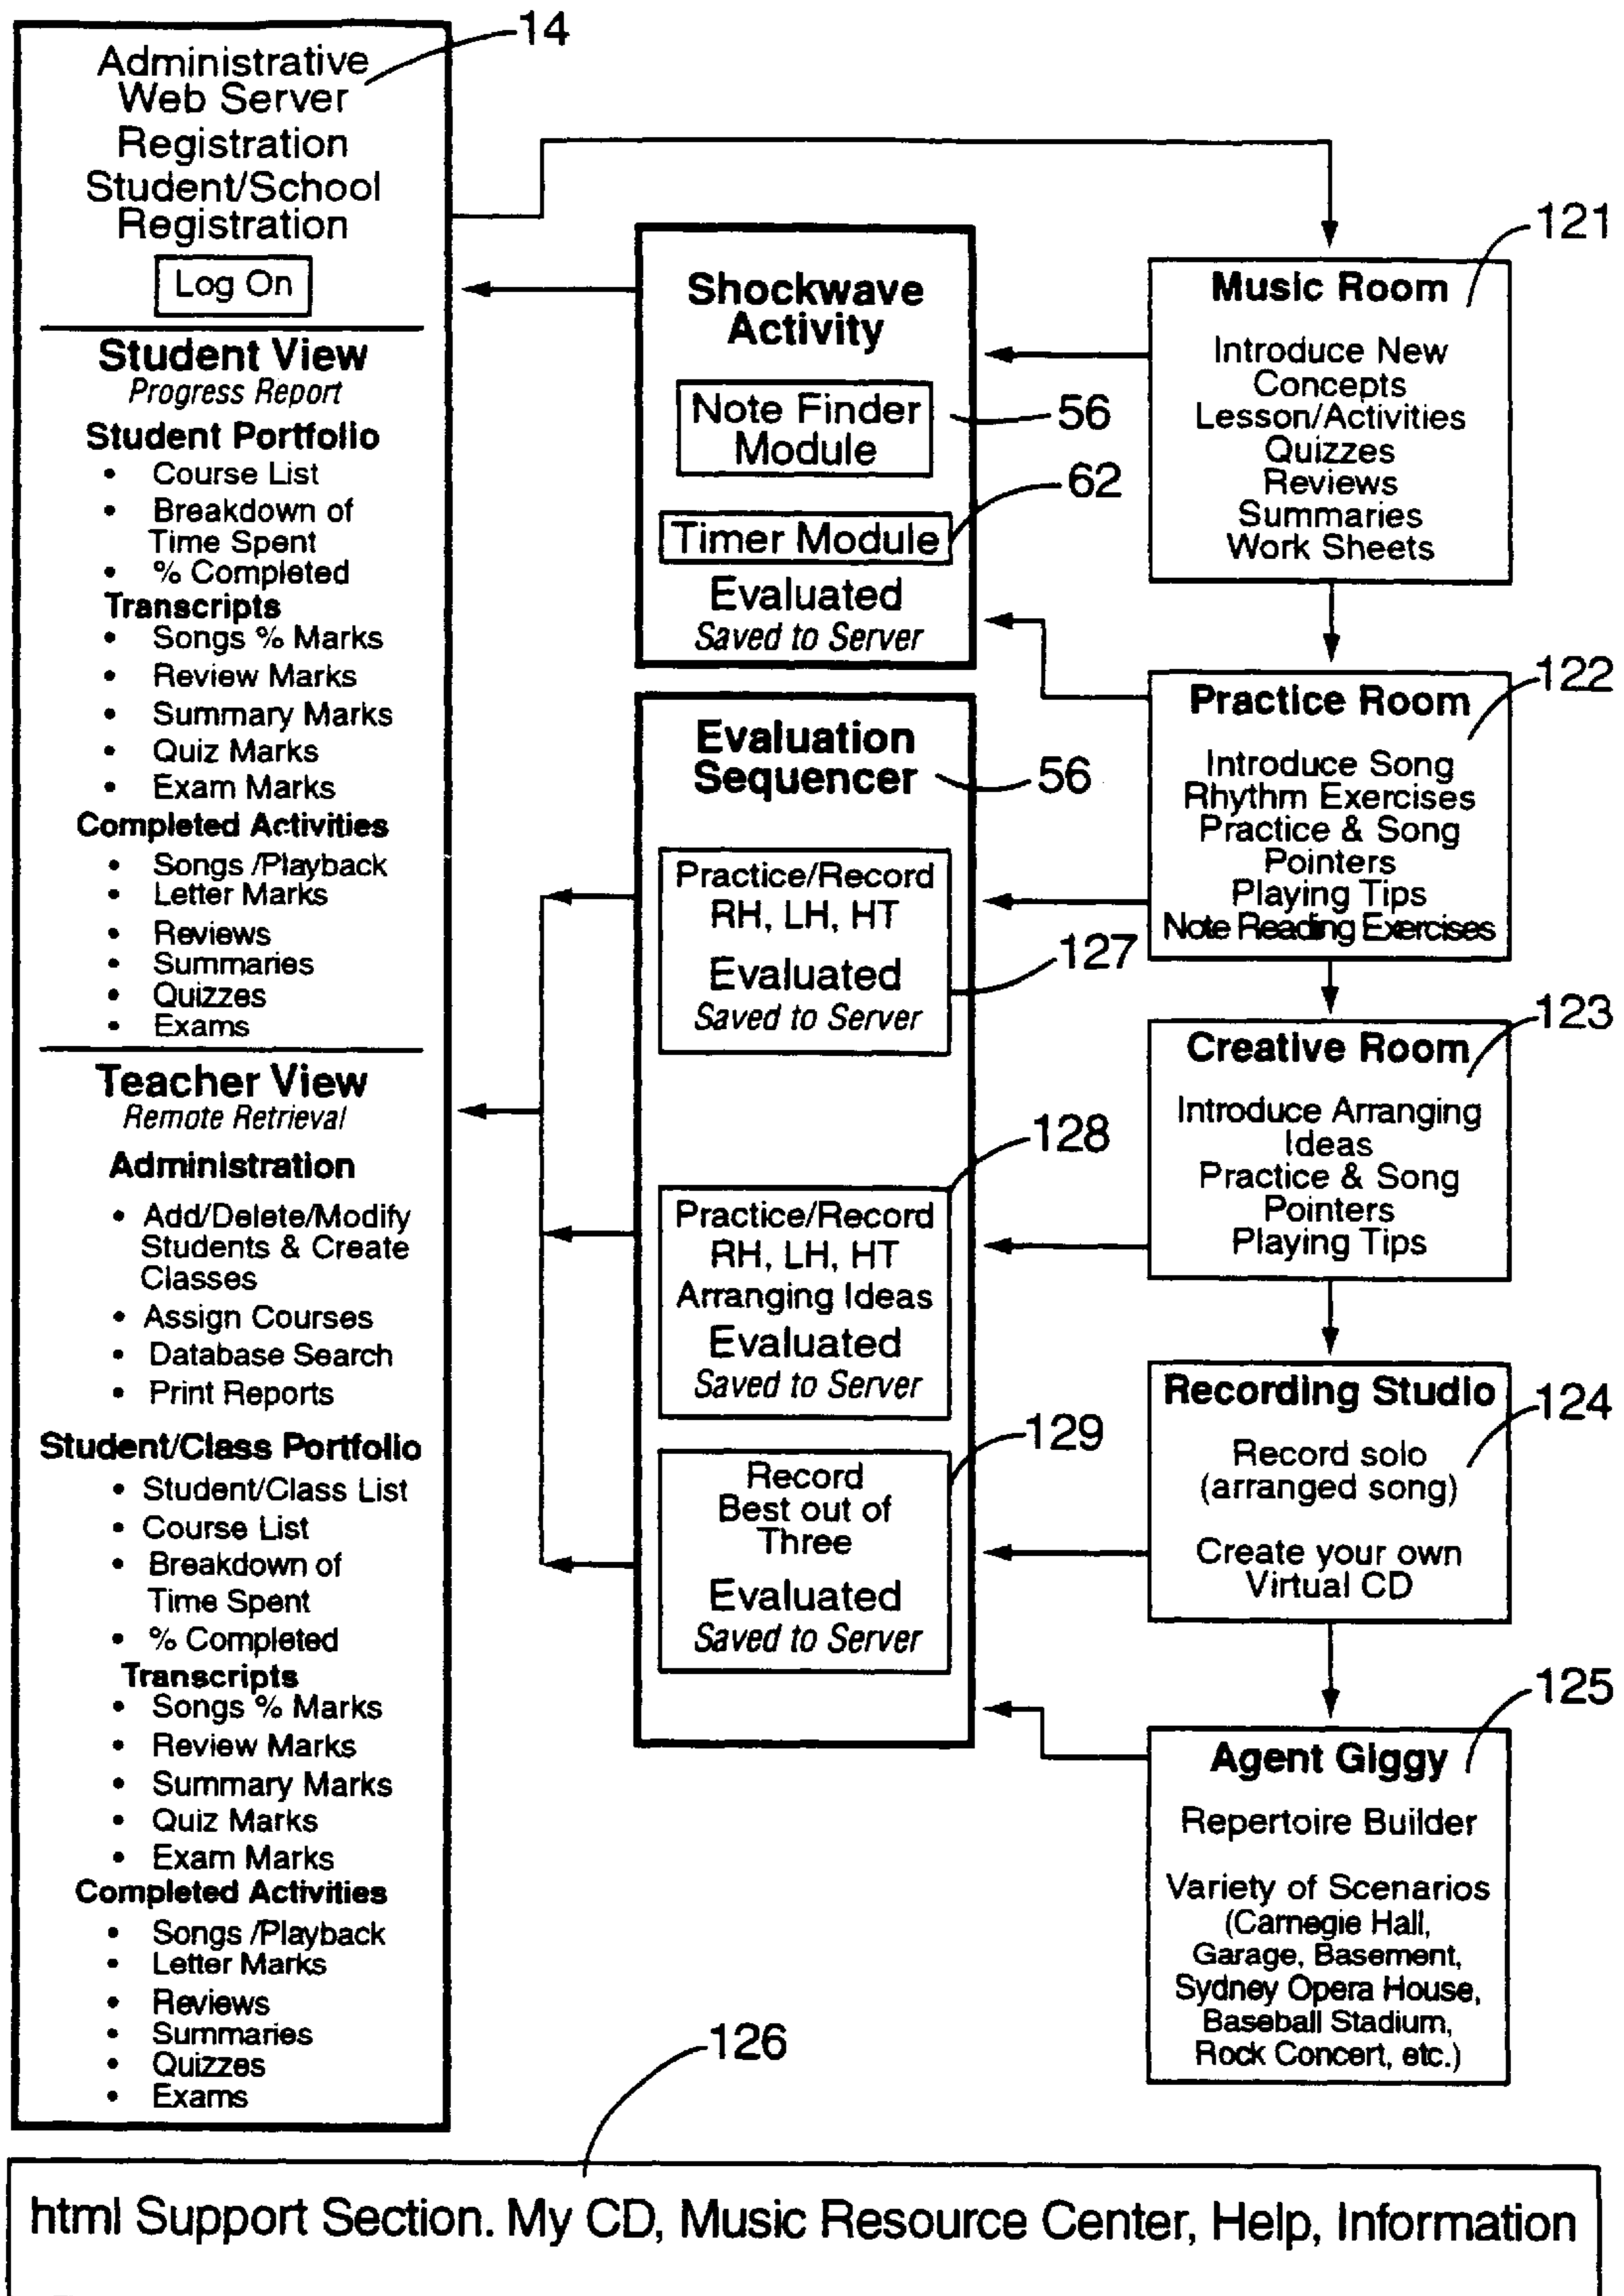 14
Administrative
Web Server
Registration
Student/School
Registration
Log On
Student View
Progress Report
Student Portfolio
• Course List
• Breakdown of
Time Spent
• % Completed
Transcripts
• Songs % Marks
• Review Marks
• Summary Marks
• Quiz Marks
• Exam Marks
Completed Activities
• Songs /Playback
• Letter Marks
• Reviews
• Summaries
• Quizzes
• Exams
Teacher View
Remote Retrieval
Administration
• Add/Delete/Modify
Students & Create
Classes
• Assign Courses
• Database Search
• Print Reports
Student/Class Portfolio
• Student/Class List
• Course List
• Breakdown of
Time Spent
• % Completed
Transcripts
• Songs % Marks
• Review Marks
• Summary Marks
• Quiz Marks
• Exam Marks
Completed Activities
• Songs /Playback
• Letter Marks
• Reviews
• Summaries
• Quizzes
• Exams
Shockwave
Activity
Note Finder
Module
56
62
Timer Module
Evaluated
Saved to Server
Evaluation
Sequencer
56
Practice/Record
RH, LH, HT
Evaluated
Saved to Server
127
128
Practice/Record
RH, LH, HT
Arranging Ideas
Evaluated
Saved to Server
129
Record
Best out of
Three
Evaluated
Saved to Server
121
Music Room
Introduce New
Concepts
Lesson/Activities
Quizzes
Reviews
Summaries
Work Sheets
122
Practice Room
Introduce Song
Rhythm Exercises
Practice & Song
Pointers
Playing Tips
Note Reading Exercises
123
Creative Room
Introduce Arranging
Ideas
Practice & Song
Pointers
Playing Tips
Recording Studio
124
Record solo
(arranged song)
Create your own
Virtual CD
125
Agent Giggy
Repertoire Builder
Variety of Scenarios
(Carnegie Hall,
Garage, Basement,
Sydney Opera House,
Baseball Stadium,
Rock Concert, etc.)
126
html Support Section. My CD, Music Resource Center, Help, Information